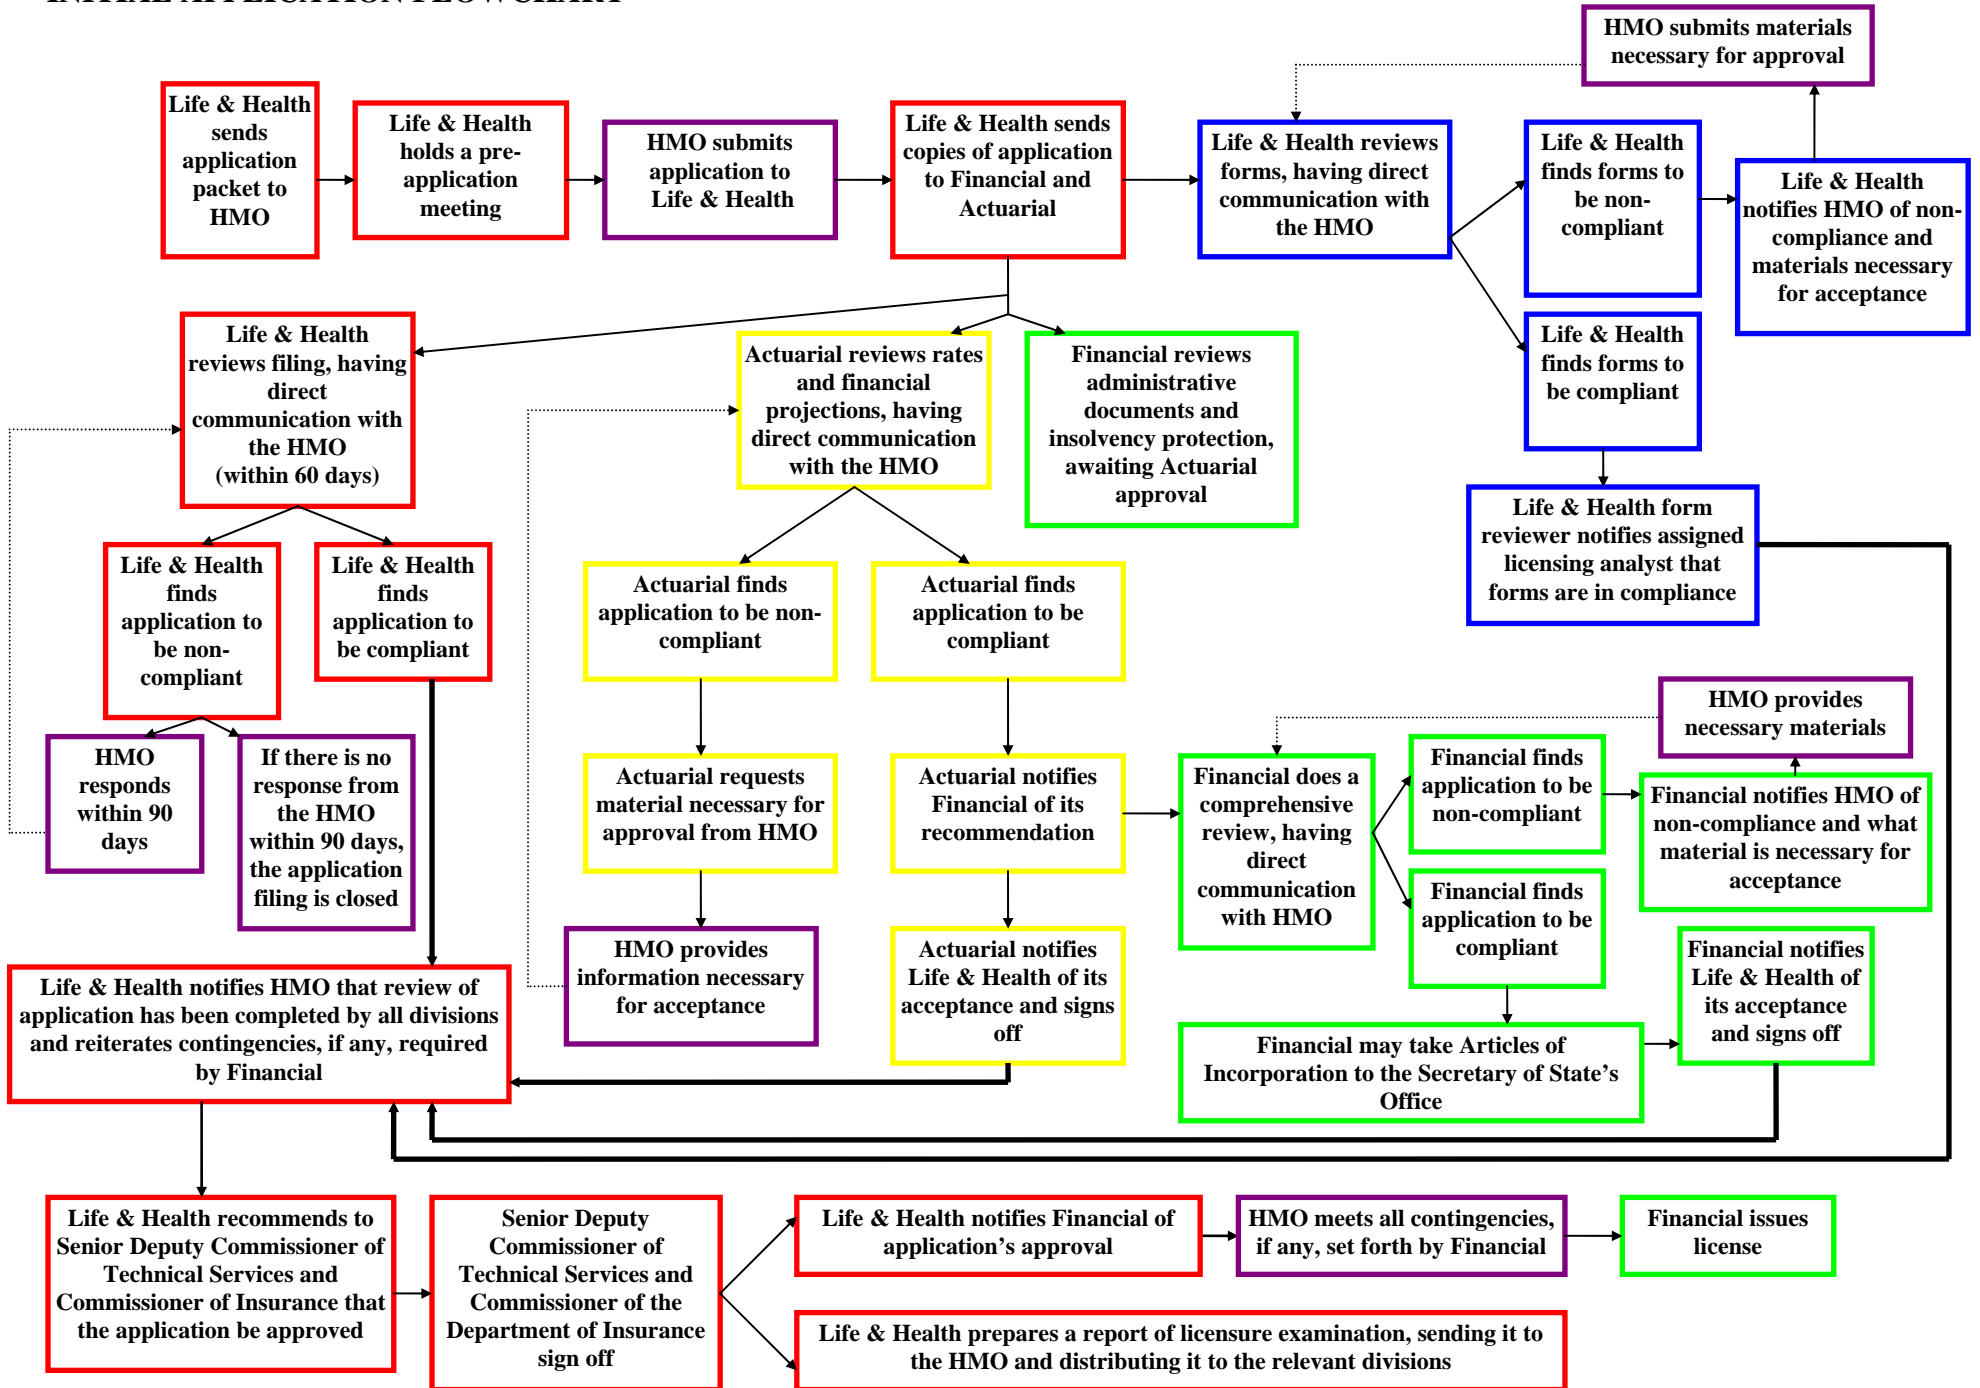 INITIAL APPLICATION FLOWCHART
HMO submits materials
necessary for approval
Life & Health
sends
application
packet to
HMO
Life & Health
holds a pre-
application
meeting
HMO submits
application to
Life & Health
Life & Health sends
copies of application
to Financial and
Actuarial
Life & Health reviews
forms, having direct
communication with
the HMO
Life & Health
finds forms to
be non-
compliant
Life & Health
notifies HMO of non-
compliance and
materials necessary
for acceptance
Life & Health
finds forms to
be compliant
Life & Health
reviews filing, having
direct
communication with
the HMO
(within 60 days)
Actuarial reviews rates
and financial
projections, having
direct communication
with the HMO
Financial reviews
administrative
documents and
insolvency protection,
awaiting Actuarial
approval
Life & Health form
reviewer notifies assigned
licensing analyst that
forms are in compliance
Life & Health
finds
application to
be non-
compliant
Life & Health
finds
application to
be compliant
Actuarial finds
application to be non-
compliant
Actuarial finds
application to be
compliant
HMO
responds
within 90
days
If there is no
response from
the HMO
within 90 days,
the application
filing is closed
Actuarial requests
material necessary for
approval from HMO
Actuarial notifies
Financial of its
recommendation
Financial does a
comprehensive
review, having
direct
communication
with HMO
Financial finds
application to be
non-compliant
HMO provides
necessary materials
Financial notifies HMO of
non-compliance and what
material is necessary for
acceptance
Financial finds
application to be
compliant
HMO provides
information necessary
for acceptance
Actuarial notifies
Life & Health of its
acceptance and signs
off
Financial may take Articles of
Incorporation to the Secretary of State’s
Office
Financial notifies
Life & Health of
its acceptance
and signs off
Life & Health notifies HMO that review of
application has been completed by all divisions
and reiterates contingencies, if any, required
by Financial
Life & Health recommends to
Senior Deputy Commissioner of
Technical Services and
Commissioner of Insurance that
the application be approved
Senior Deputy
Commissioner of
Technical Services and
Commissioner of the
Department of Insurance
sign off
Life & Health notifies Financial of
application’s approval
HMO meets all contingencies,
if any, set forth by Financial
Financial issues
license
Life & Health prepares a report of licensure examination, sending it to
the HMO and distributing it to the relevant divisions